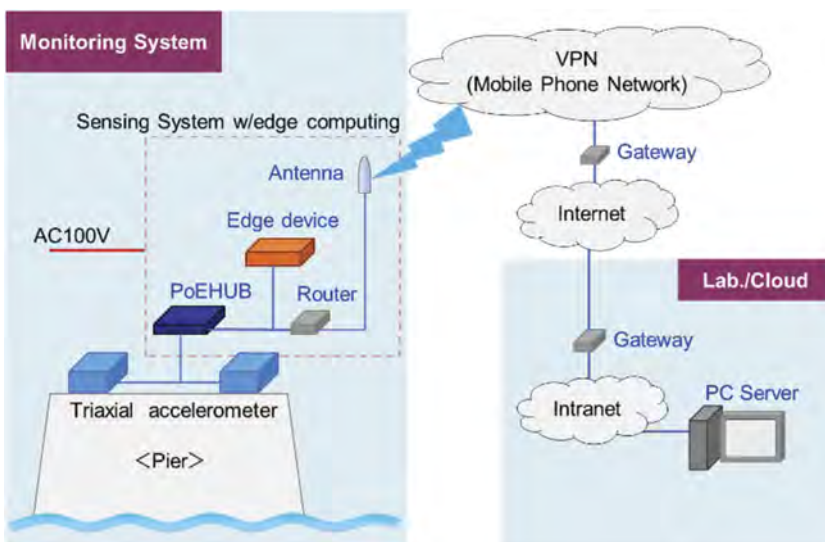 Monitoring System
VPN
(Mobile Phone Network)
Sensing System w/edge computing
Antenna
Gateway
Edge device
Internet
AC100V
PoEHUB
Router
Lab./Cloud
Gateway
Triaxial accelerometer
Intranet
PC Server
<Pier>